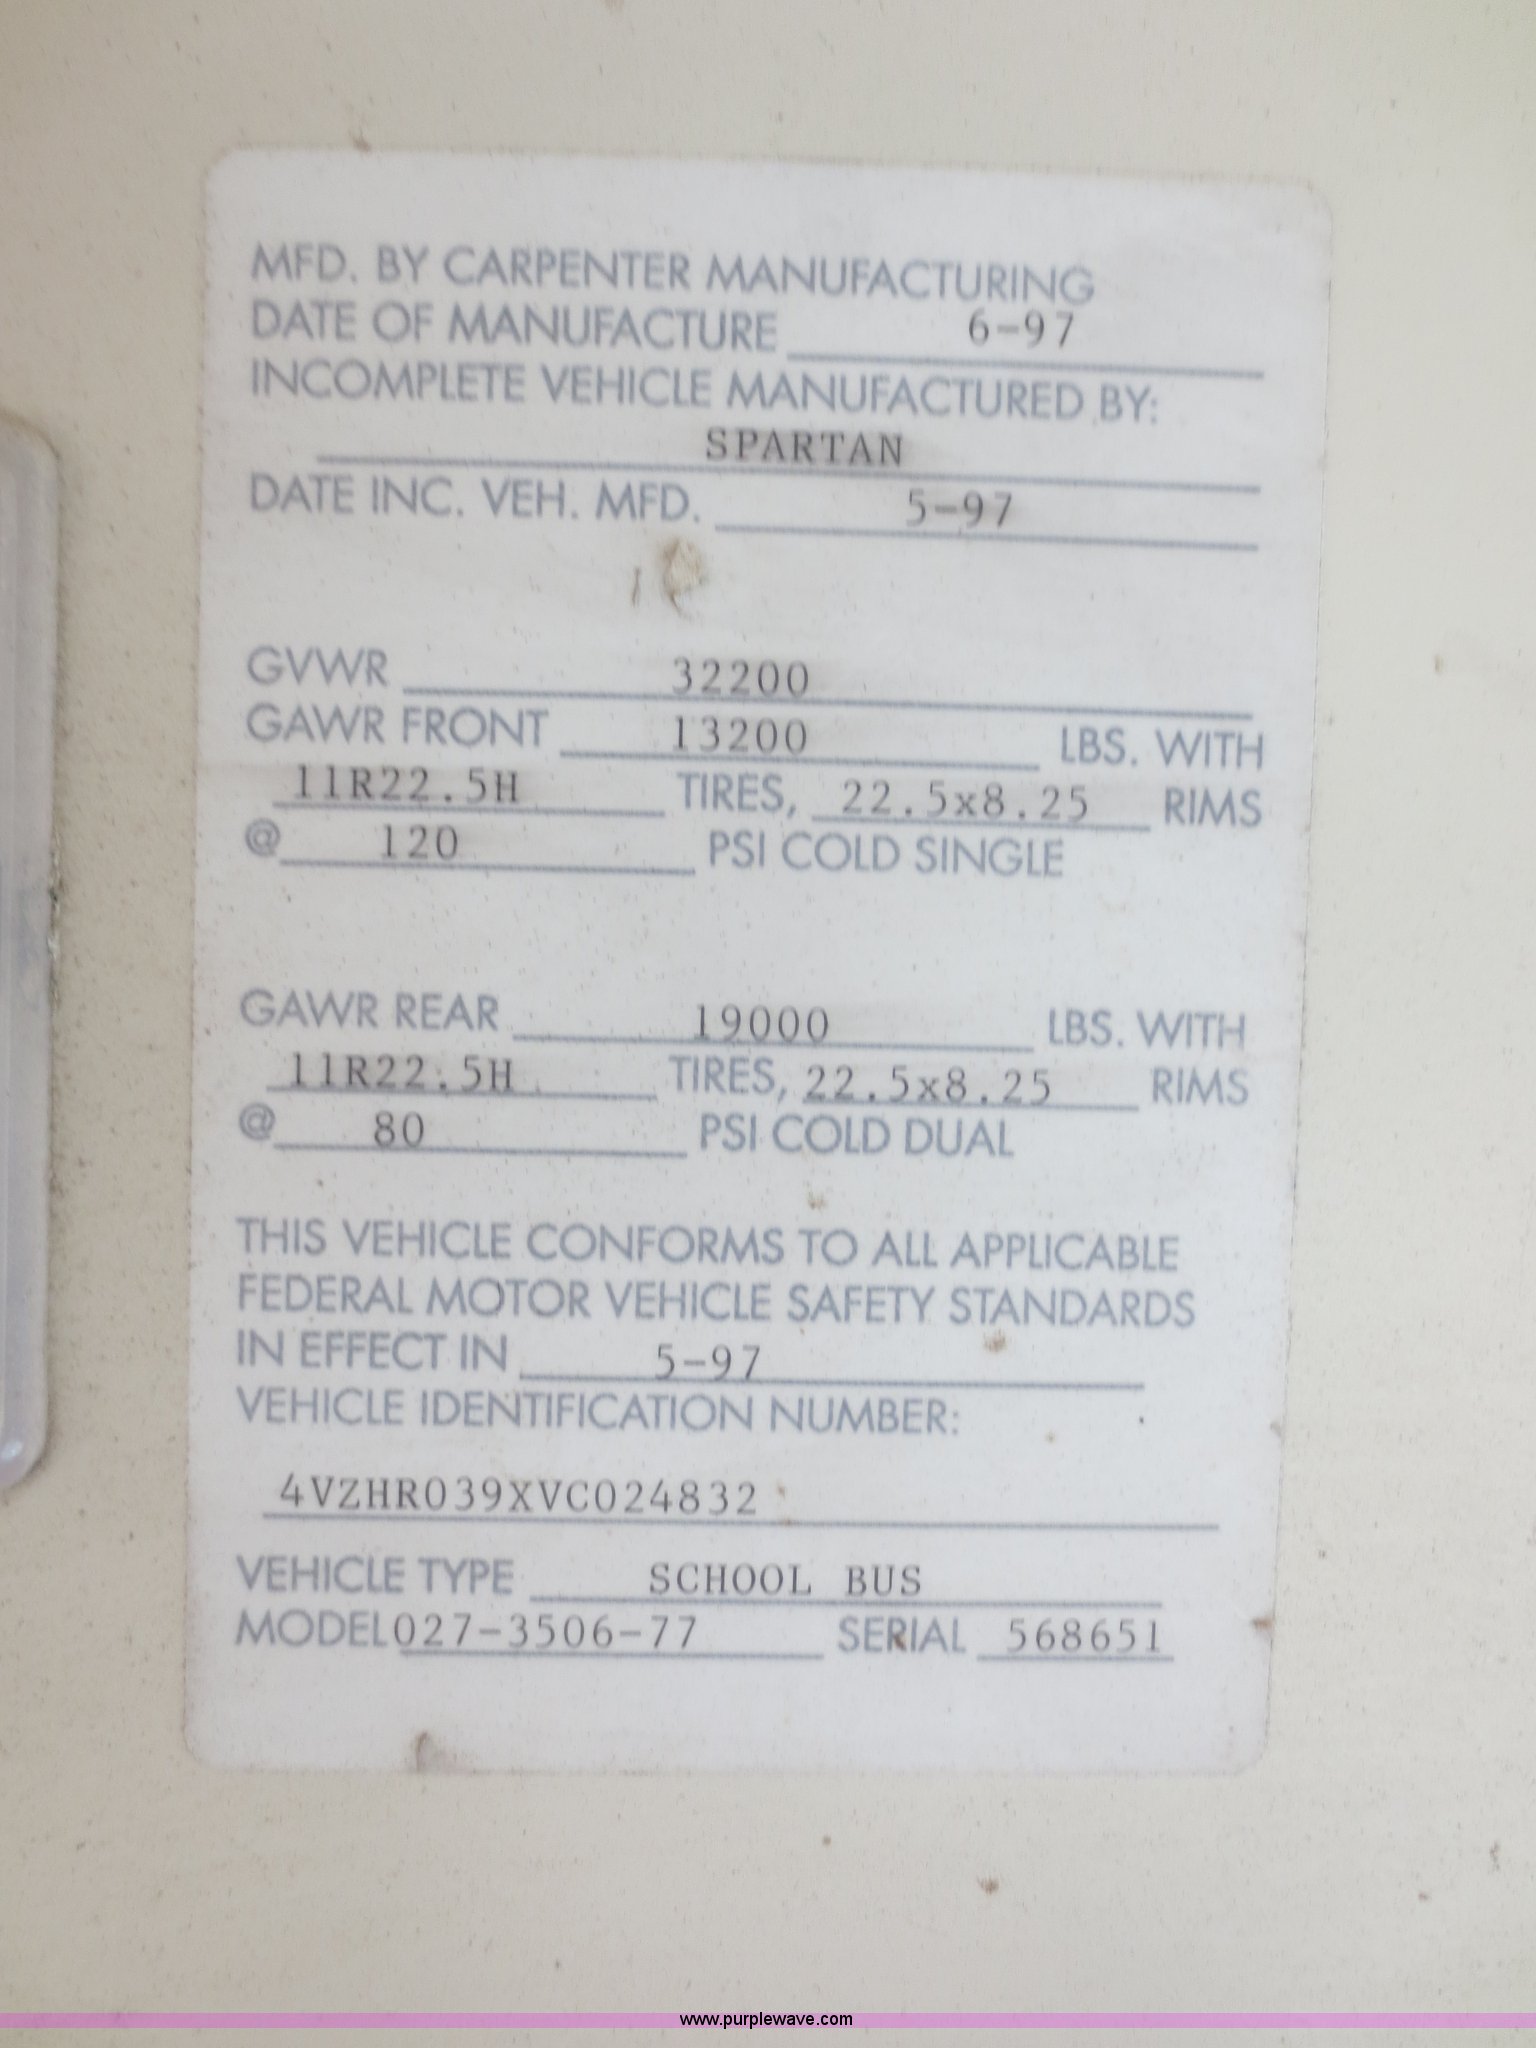 MFD. BY CARPENTER MANUFACTURING
DATE OF MANUFACTURE 6-97
INCOMPLETE VEHICLE MANUFACTURED BY:
SPARTAN
DATE INC. VEH. MFD. 5-97
GVWR 32200
GAWR FRONT 13200 LBS. WITH
11R22.5H TIRES, 22.5x8.25 RIMS
@ 120 PSI COLD SINGLE
GAWR REAR 19000 LBS. WITH
11R22.5H TIRES, 22.5x8.25 RIMS
@ 80 PSI COLD DUAL
THIS VEHICLE CONFORMS TO ALL APPLICABLE
FEDERAL MOTOR VEHICLE SAFETY STANDARDS
IN EFFECT IN 5-97
VEHICLE IDENTIFICATION NUMBER:
4VZHR039XVC024832
VEHICLE TYPE SCHOOL BUS
MODEL 027-3506-77 SERIAL 568651
www.purplewave.com